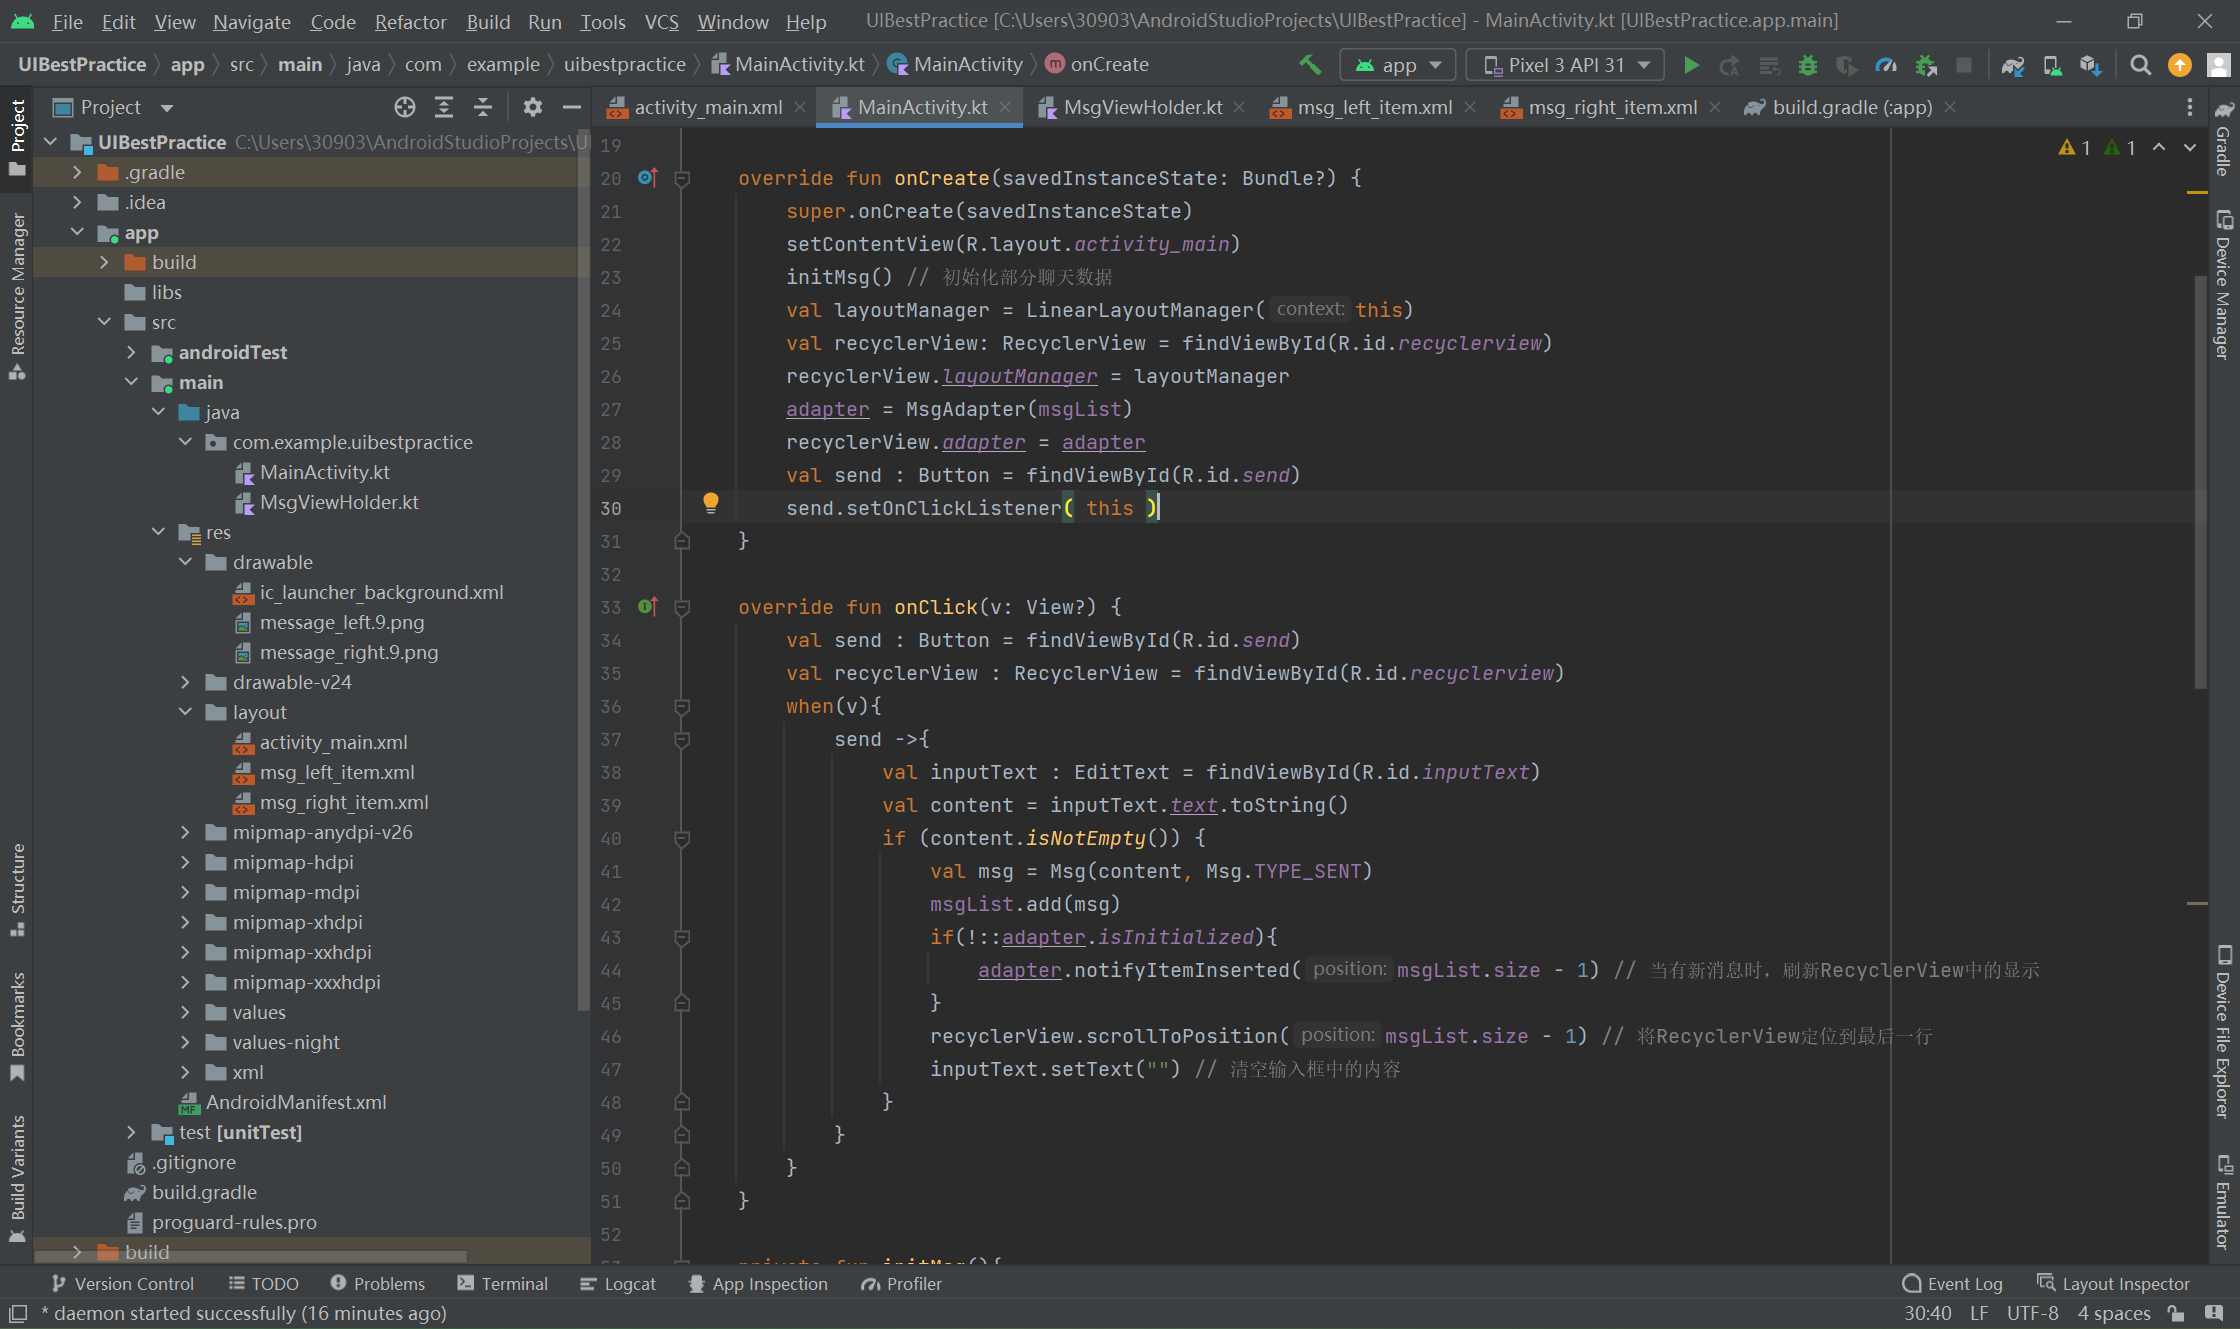 File Edit View Navigate Code Refactor Build Run Tools VCS Window Help UIBestPractice [C:\Users\30903\AndroidStudioProjects\UIBestPractice] - MainActivity.kt [UIBestPractice.app.main]
UIBestPractice app src main java com example uibestpractice MainActivity.kt MainActivity onCreate app Pixel 3 API 31
Project
activity_main.xml MainActivity.kt MsgViewHolder.kt msg_left_item.xml msg_right_item.xml build.gradle (:app)
Project
Resource Manager
Structure
Bookmarks
Build Variants
UIBestPractice C:\Users\30903\AndroidStudioProjects\UI
.gradle
.idea
app
build
libs
src
androidTest
main
java
com.example.uibestpractice
MainActivity.kt
MsgViewHolder.kt
res
drawable
ic_launcher_background.xml
message_left.9.png
message_right.9.png
drawable-v24
layout
activity_main.xml
msg_left_item.xml
msg_right_item.xml
mipmap-anydpi-v26
mipmap-hdpi
mipmap-mdpi
mipmap-xhdpi
mipmap-xxhdpi
mipmap-xxxhdpi
values
values-night
xml
AndroidManifest.xml
test [unitTest]
.gitignore
build.gradle
proguard-rules.pro
build
1 1
19
20 override fun onCreate(savedInstanceState: Bundle?) {
21 super.onCreate(savedInstanceState)
22 setContentView(R.layout.activity_main)
23 initMsg() // 初始化部分聊天数据
24 val layoutManager = LinearLayoutManager( context: this)
25 val recyclerView: RecyclerView = findViewById(R.id.recyclerview)
26 recyclerView.layoutManager = layoutManager
27 adapter = MsgAdapter(msgList)
28 recyclerView.adapter = adapter
29 val send : Button = findViewById(R.id.send)
30 send.setOnClickListener( this )
31 }
32
33 override fun onClick(v: View?) {
34 val send : Button = findViewById(R.id.send)
35 val recyclerView : RecyclerView = findViewById(R.id.recyclerview)
36 when(v){
37 send ->{
38 val inputText : EditText = findViewById(R.id.inputText)
39 val content = inputText.text.toString()
40 if (content.isNotEmpty()) {
41 val msg = Msg(content, Msg.TYPE_SENT)
42 msgList.add(msg)
43 if(!::adapter.isInitialized){
44 adapter.notifyItemInserted( position: msgList.size - 1) // 当有新消息时，刷新RecyclerView中的显示
45 }
46 recyclerView.scrollToPosition( position: msgList.size - 1) // 将RecyclerView定位到最后一行
47 inputText.setText("") // 清空输入框中的内容
48 }
49 }
50 }
51 }
52
private fun initMsg(){
Gradle
Device Manager
Device File Explorer
Emulator
Version Control TODO Problems Terminal Logcat App Inspection Profiler Event Log Layout Inspector
* daemon started successfully (16 minutes ago) 30:40 LF UTF-8 4 spaces